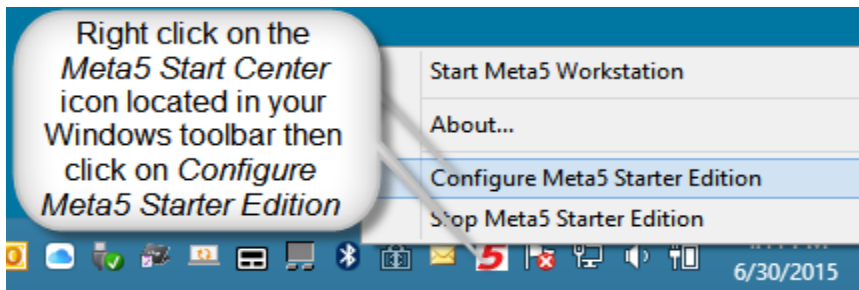 Right click on the
Meta5 Start Center
icon located in your
Windows toolbar then
click on Configure
Meta5 Starter Edition
Start Meta5 Workstation
About...
Configure Meta5 Starter Edition
Stop Meta5 Starter Edition
5
6/30/2015